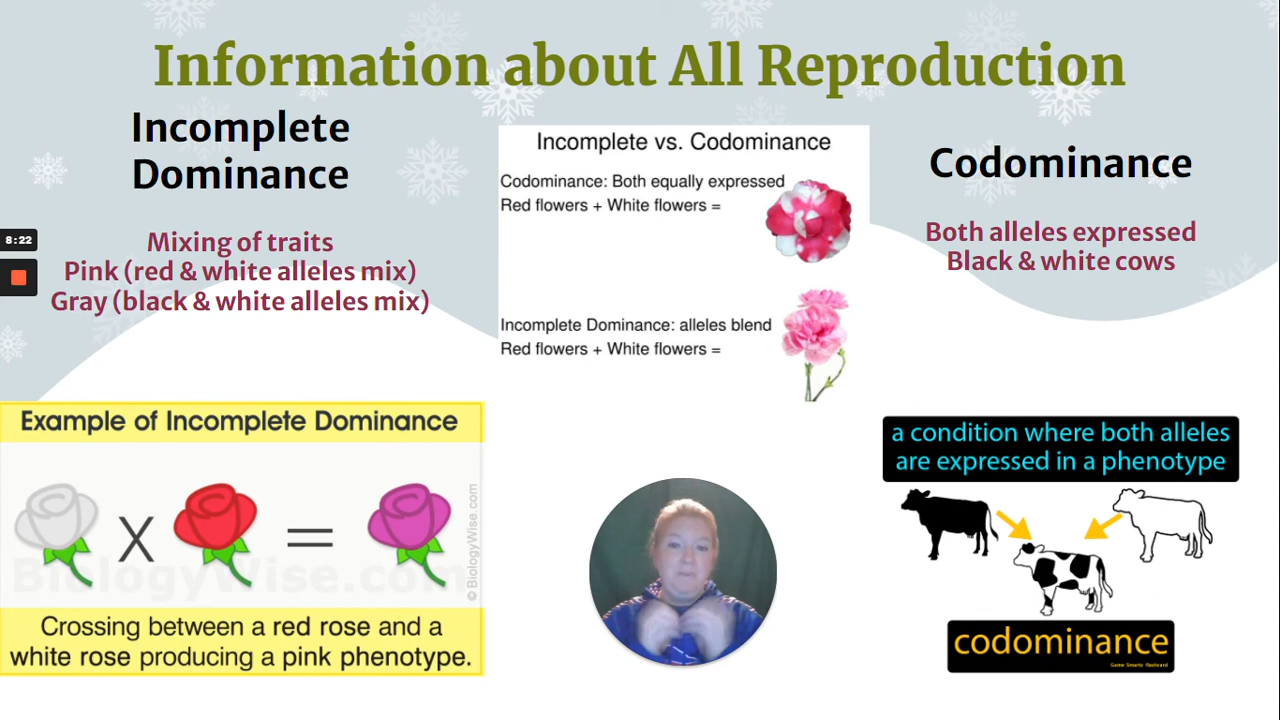 Information about All Reproduction
Incomplete
Dominance
Mixing of traits
Pink (red & white alleles mix)
Gray (black & white alleles mix)
8:22
Incomplete vs. Codominance
Codominance: Both equally expressed
Red flowers + White flowers =
Incomplete Dominance: alleles blend
Red flowers + White flowers =
Codominance
Both alleles expressed
Black & white cows
Example of Incomplete Dominance
X =
BiologyWise.com
© BiologyWise.com
Crossing between a red rose and a
white rose producing a pink phenotype.
a condition where both alleles
are expressed in a phenotype
codominance
Game Smartz flashcard